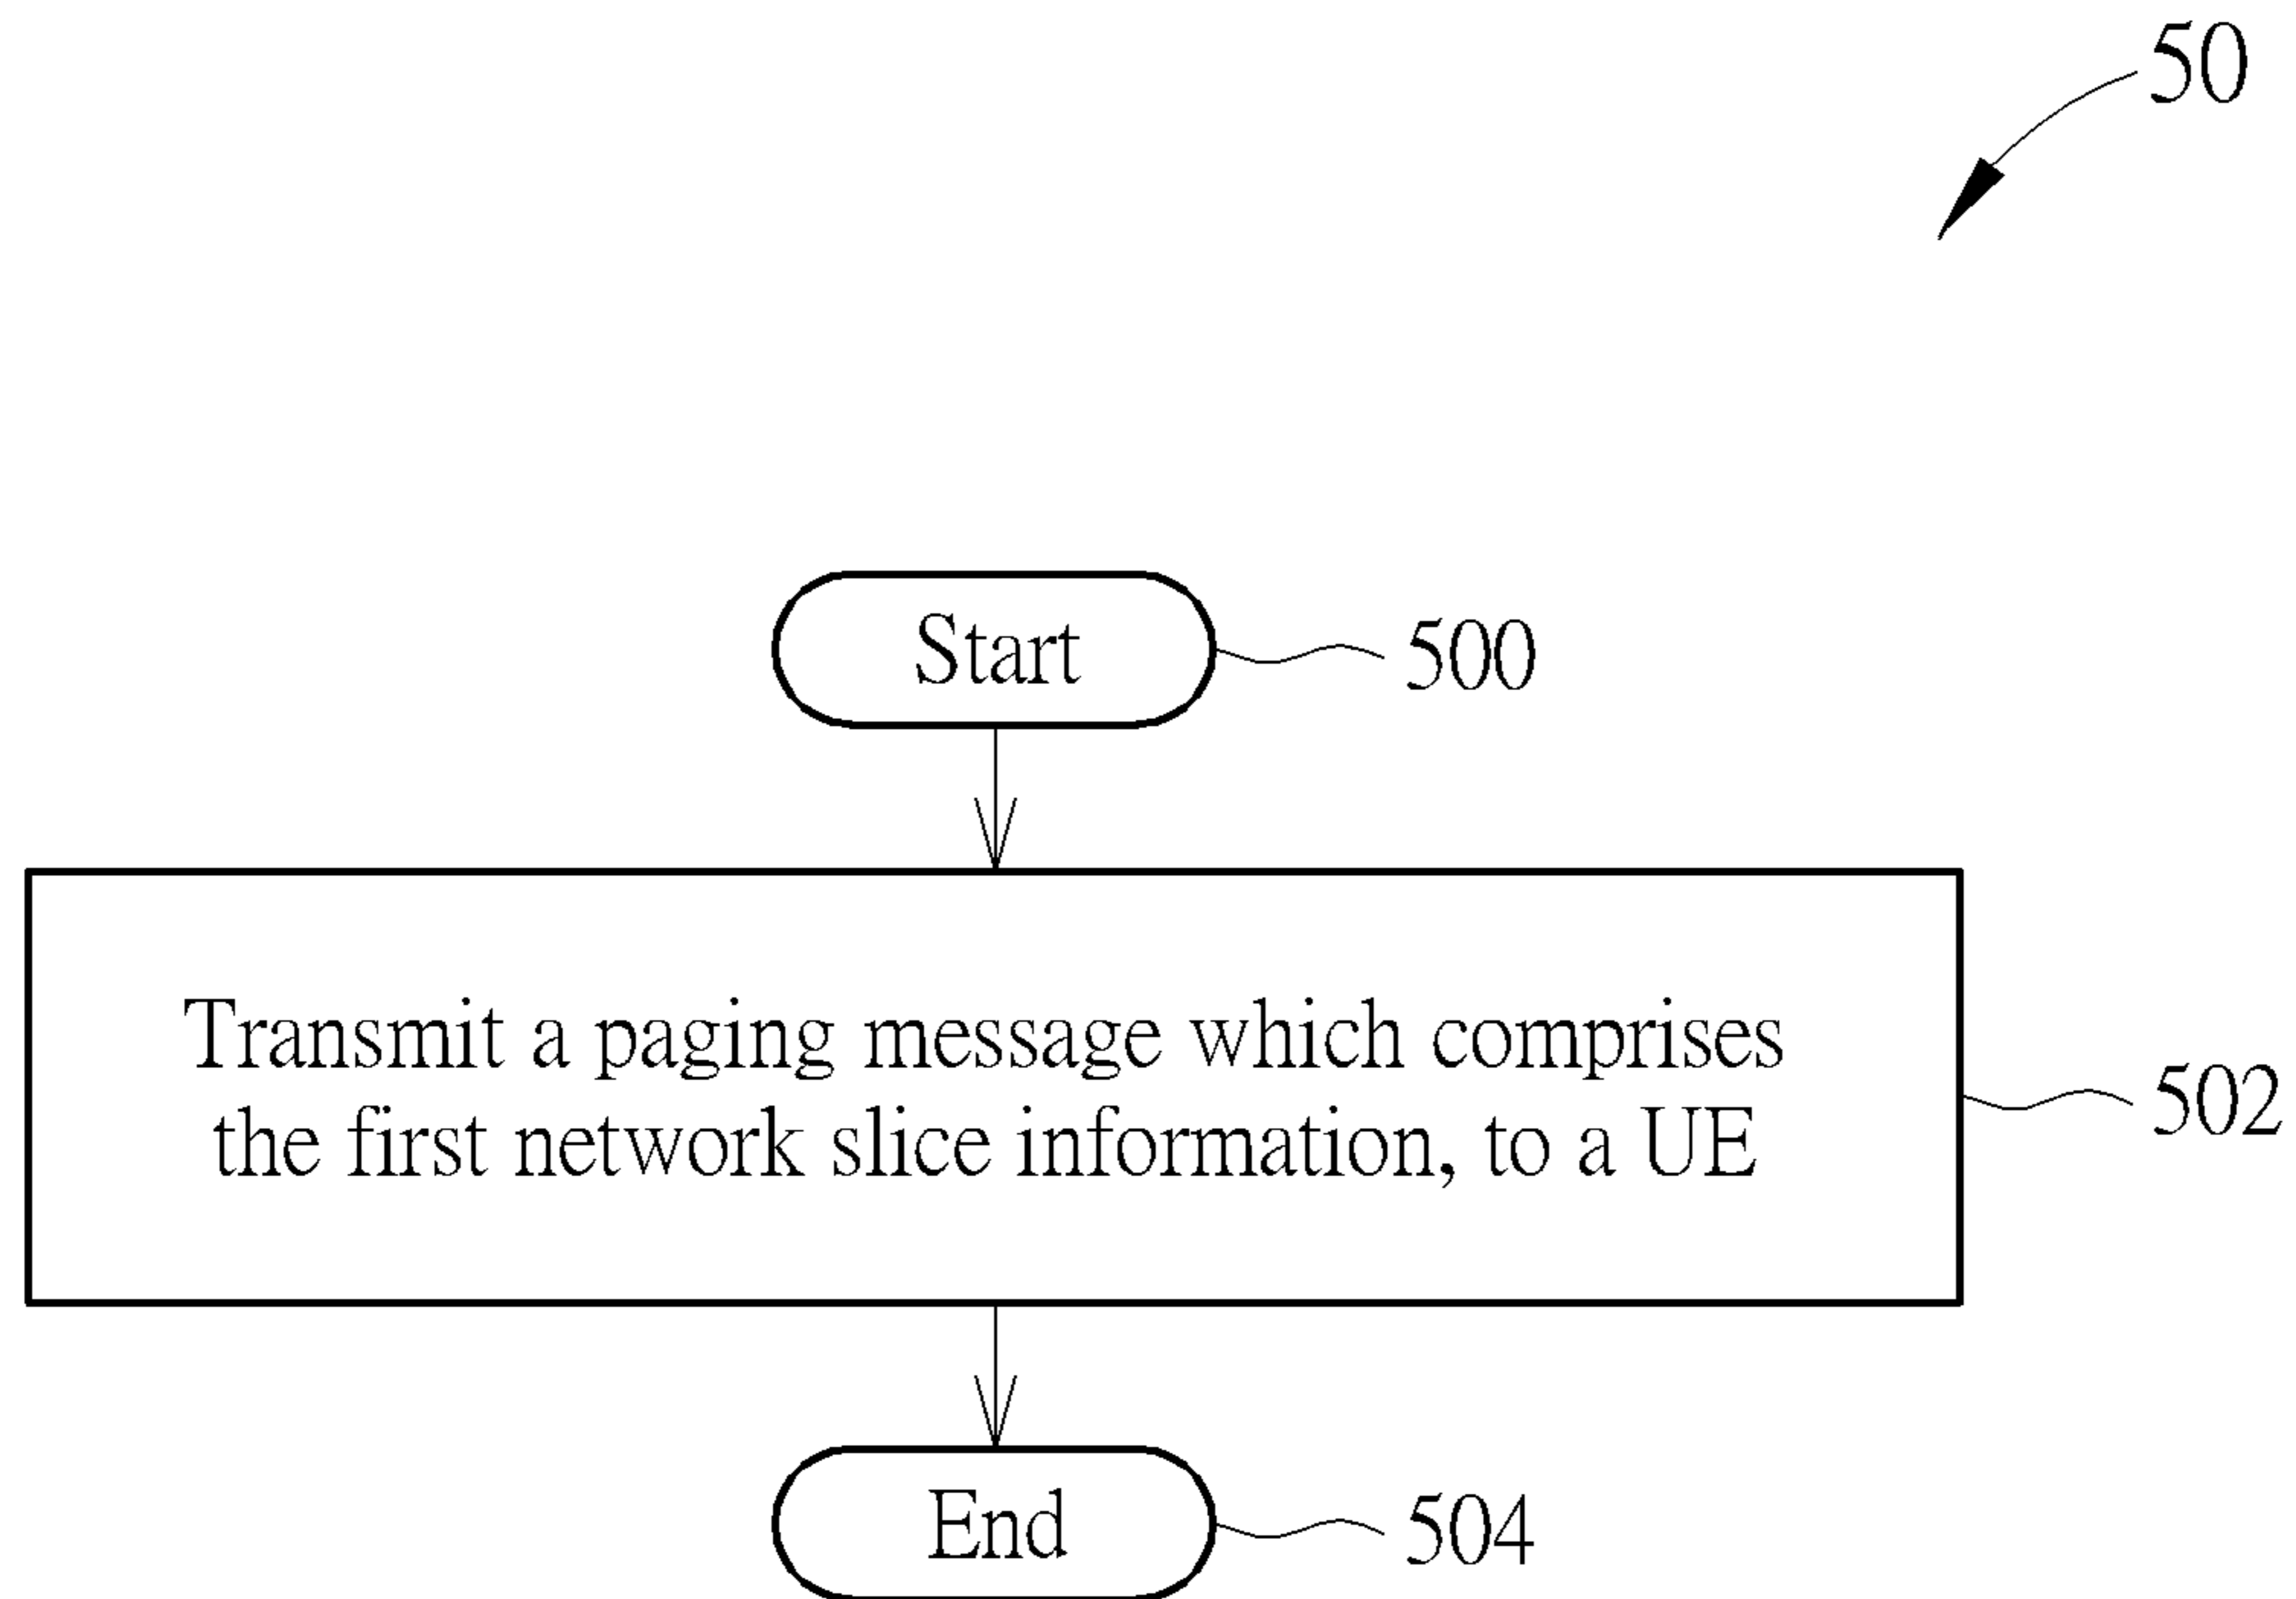 50
Start
500
Transmit a paging message which comprises
the first network slice information, to a UE
502
End
504